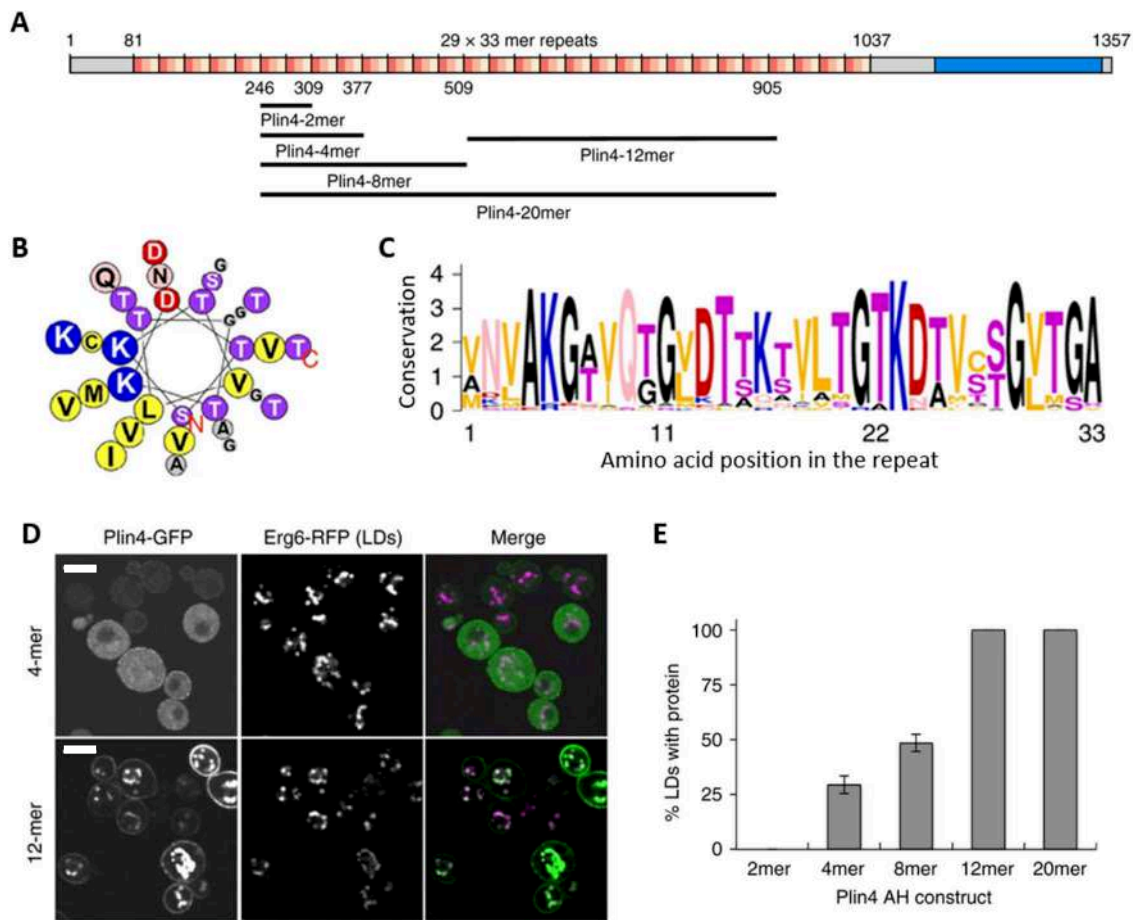 A
1 81 29 × 33 mer repeats 1037 1357
246 309 377 509 905
Plin4-2mer
Plin4-4mer Plin4-12mer
Plin4-8mer
Plin4-20mer
B
D
Q N S G
T D T T
T G G
K C K T V T C
K V G T
V M L S N T
V V A G
I A
C
Conservation
4
3
2
1
0
1 11 22 33
Amino acid position in the repeat
VNVAKGAVQTGVDTTKTVLTGTKDTVCSGVTGA
D
Plin4-GFP Erg6-RFP (LDs) Merge
4-mer
12-mer
E
% LDs with protein
100
75
50
25
0
2mer 4mer 8mer 12mer 20mer
Plin4 AH construct